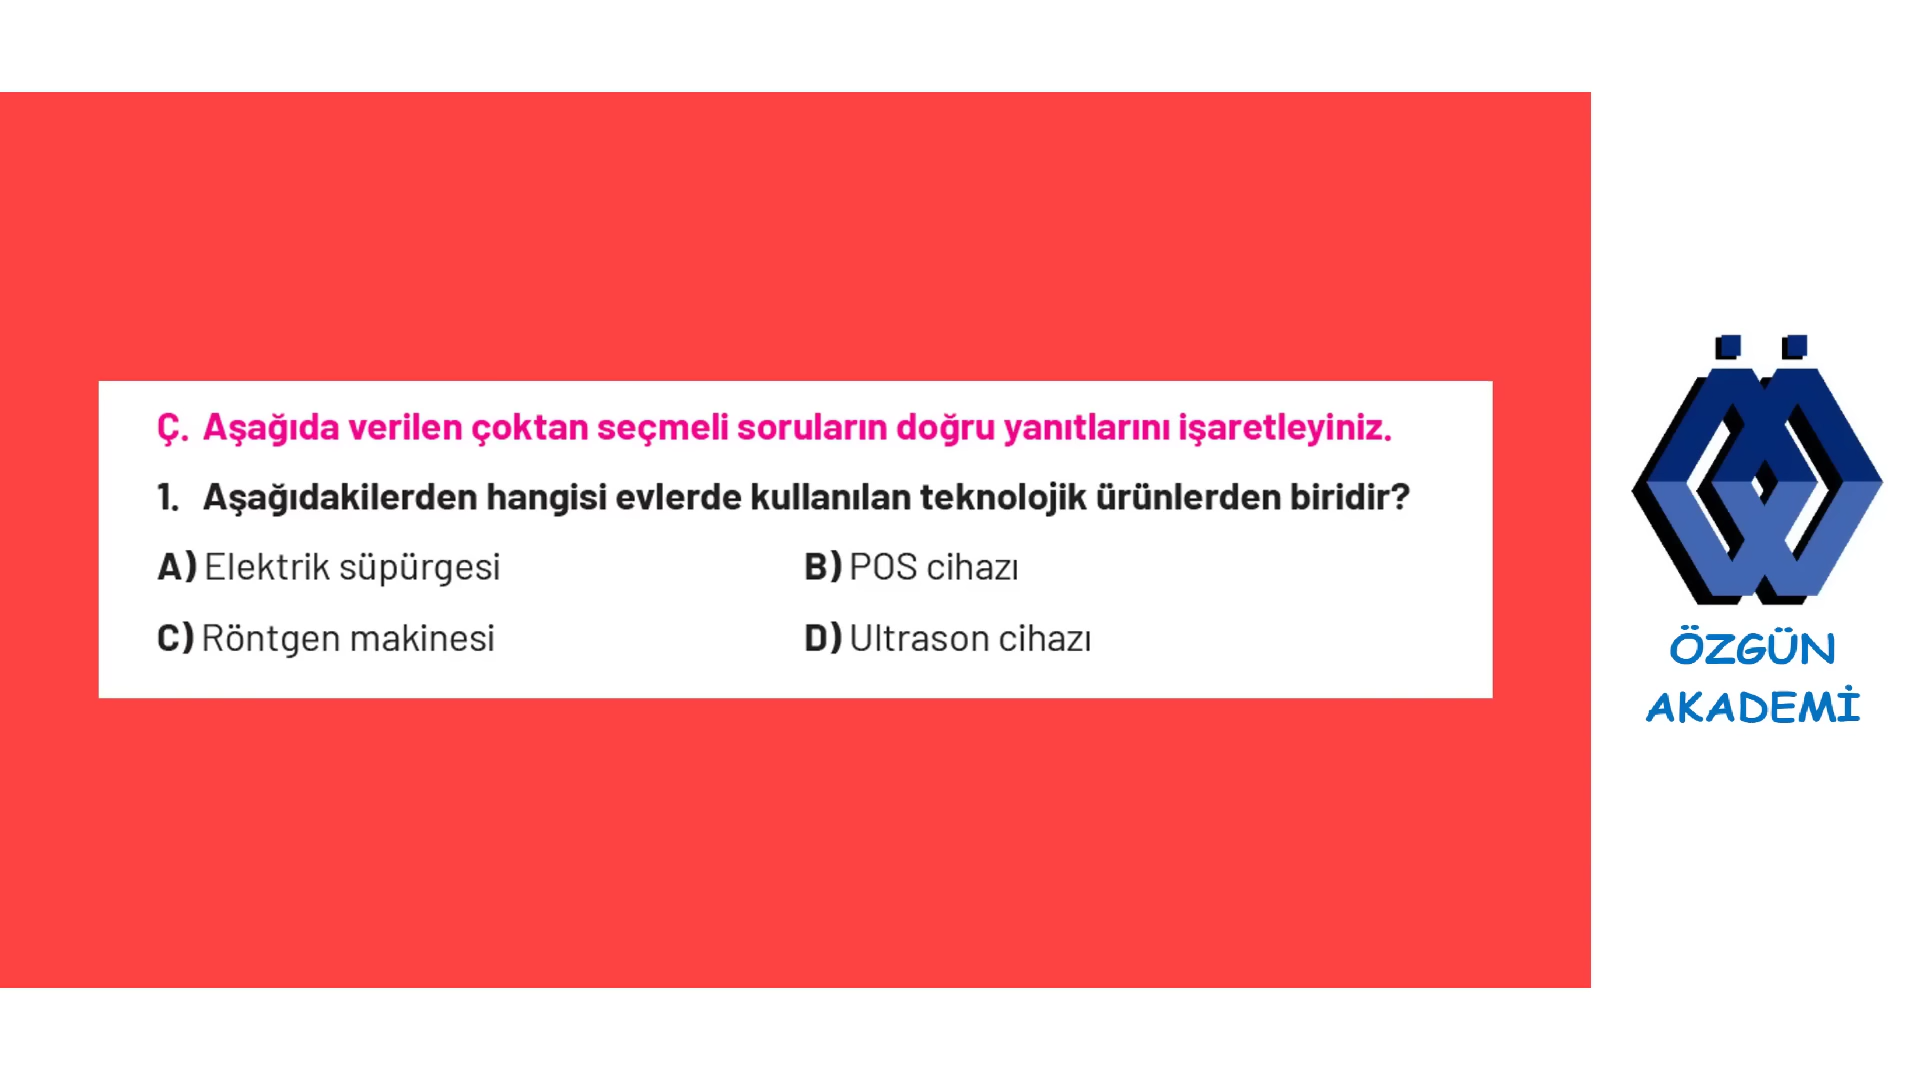 Ç. Aşağıda verilen çoktan seçmeli soruların doğru yanıtlarını işaretleyiniz.
1. Aşağıdakilerden hangisi evlerde kullanılan teknolojik ürünlerden biridir?
A) Elektrik süpürgesi B) POS cihazı
C) Röntgen makinesi D) Ultrason cihazı
ÖZGÜN
AKADEMİ